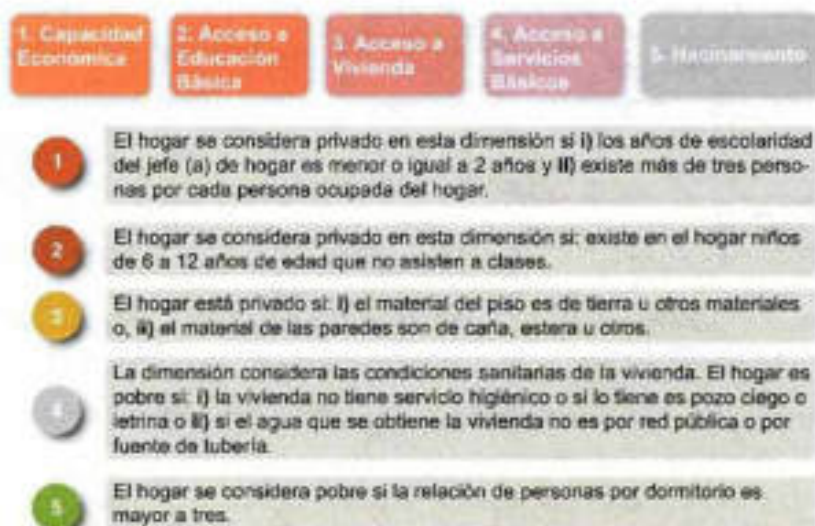 1. Capacidad
Económica
2. Acceso a
Educación
Básica
3. Acceso a
Vivienda
4. Acceso a
Servicios
Básicos
5. Hacinamiento
1
El hogar se considera privado en esta dimensión si i) los años de escolaridad
del jefe (a) de hogar es menor o igual a 2 años y ii) existe más de tres perso-
nas por cada persona ocupada del hogar.
2
El hogar se considera privado en esta dimensión si: existe en el hogar niños
de 6 a 12 años de edad que no asisten a clases.
3
El hogar está privado si: i) el material del piso es de tierra u otros materiales
o, ii) el material de las paredes son de caña, estera u otros.
4
La dimensión considera las condiciones sanitarias de la vivienda. El hogar es
pobre si: i) la vivienda no tiene servicio higiénico o si lo tiene es pozo ciego o
letrina o ii) si el agua que se obtiene la vivienda no es por red pública o por
fuente de tubería.
5
El hogar se considera pobre si la relación de personas por dormitorio es
mayor a tres.